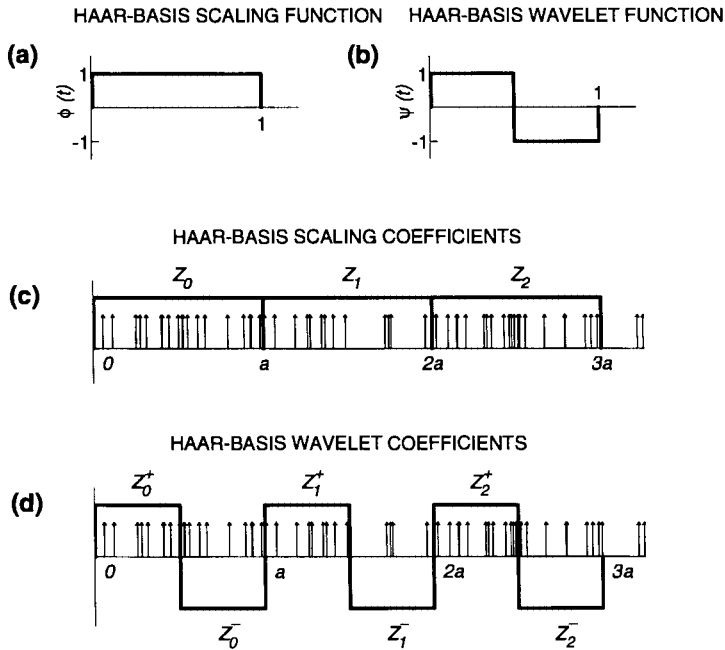 HAAR-BASIS SCALING FUNCTION HAAR-BASIS WAVELET FUNCTION
(a) (b)
1 1 1
ϕ (t) ψ (t)
1
-1 -1
HAAR-BASIS SCALING COEFFICIENTS
Z₀ Z₁ Z₂
(c)
0 a 2a 3a
HAAR-BASIS WAVELET COEFFICIENTS
Z₀⁺ Z₁⁺ Z₂⁺
(d)
0 a 2a 3a
Z₀⁻ Z₁⁻ Z₂⁻